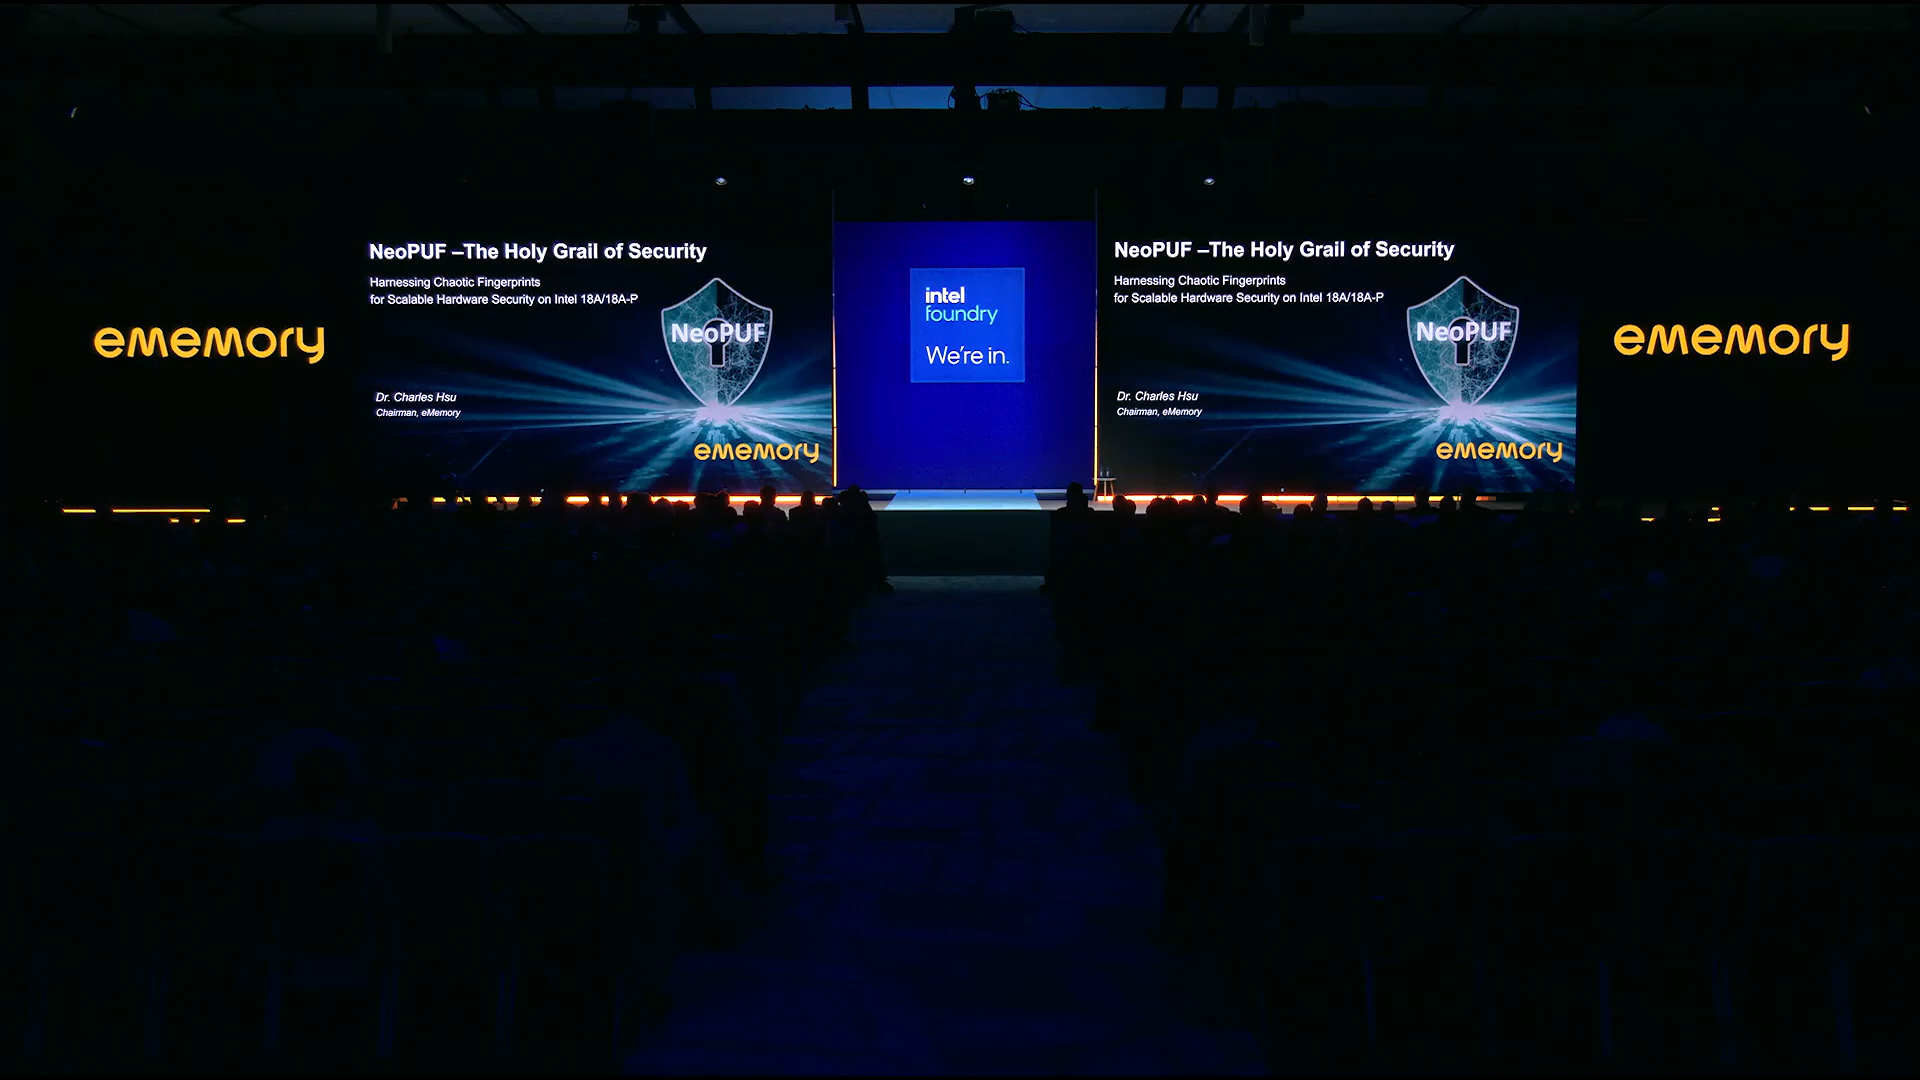 ememory
NeoPUF –The Holy Grail of Security
Harnessing Chaotic Fingerprints
for Scalable Hardware Security on Intel 18A/18A-P
NeoPUF
Dr. Charles Hsu
Chairman, eMemory
ememory
intel
foundry
We're in.
NeoPUF –The Holy Grail of Security
Harnessing Chaotic Fingerprints
for Scalable Hardware Security on Intel 18A/18A-P
NeoPUF
Dr. Charles Hsu
Chairman, eMemory
ememory
ememory